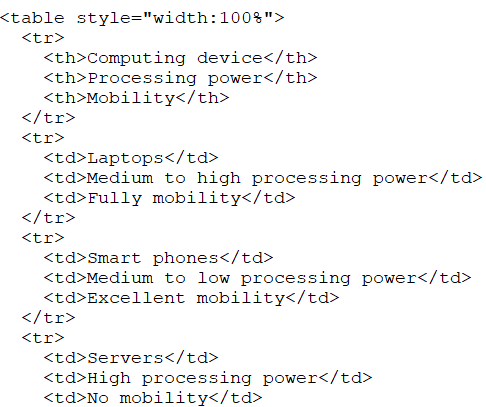 <table style="width:100%">
<tr>
<th>Computing device</th>
<th>Processing power</th>
<th>Mobility</th>
</tr>
<tr>
<td>Laptops</td>
<td>Medium to high processing power</td>
<td>Fully mobility</td>
</tr>
<tr>
<td>Smart phones</td>
<td>Medium to low processing power</td>
<td>Excellent mobility</td>
</tr>
<tr>
<td>Servers</td>
<td>High processing power</td>
<td>No mobility</td>